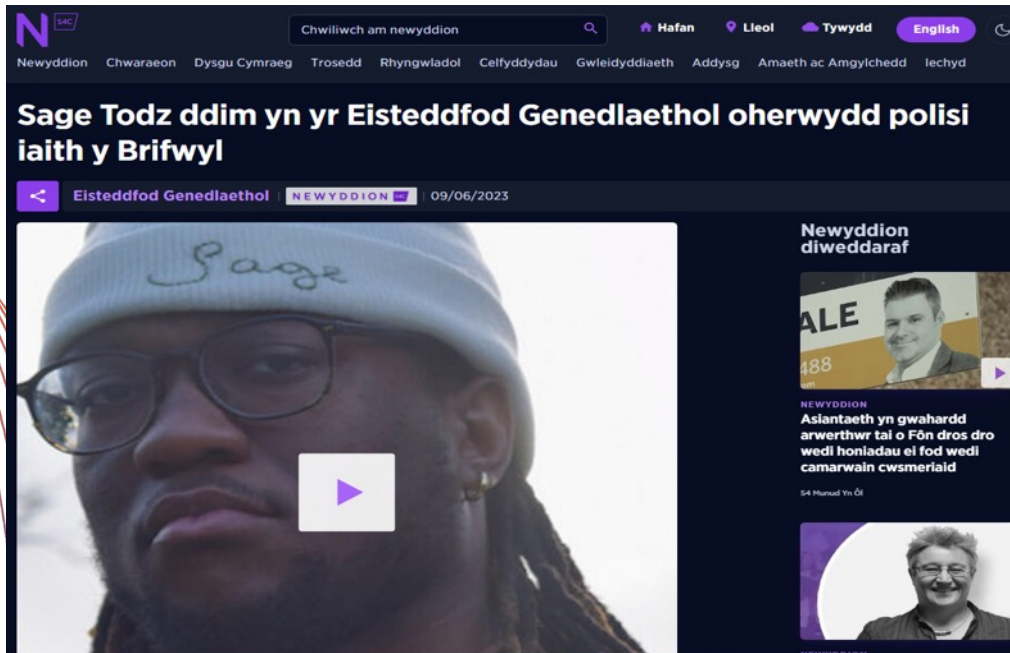 N S4C
Chwiliwch am newyddion
Hafan
Lleol
Tywydd
English
Newyddion Chwaraeon Dysgu Cymraeg Trosedd Rhyngwladol Celfyddydau Gwleidyddiaeth Addysg Amaeth ac Amgylchedd Iechyd
Sage Todz ddim yn yr Eisteddfod Genedlaethol oherwydd polisi
iaith y Brifwyl
Eisteddfod Genedlaethol | NEWYDDION S4C | 09/06/2023
Sage
Newyddion
diweddaraf
ALE
488
om
NEWYDDION
Asiantaeth yn gwahardd
arwerthwr tai o Fôn dros dro
wedi honiadau ei fod wedi
camarwain cwsmeriaid
54 Munud Yn Ôl